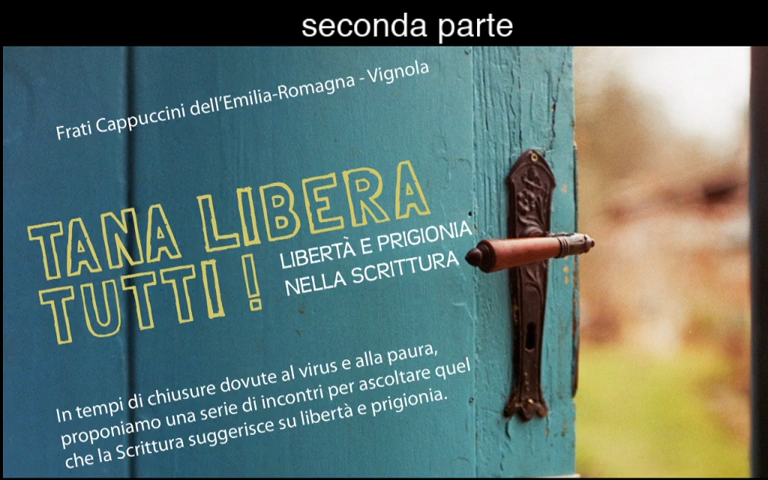 seconda parte
Frati Cappuccini dell'Emilia-Romagna - Vignola
TANA LIBERA
TUTTI !
LIBERTÀ E PRIGIONIA
NELLA SCRITTURA
In tempi di chiusure dovute al virus e alla paura,
proponiamo una serie di incontri per ascoltare quel
che la Scrittura suggerisce su libertà e prigionia.